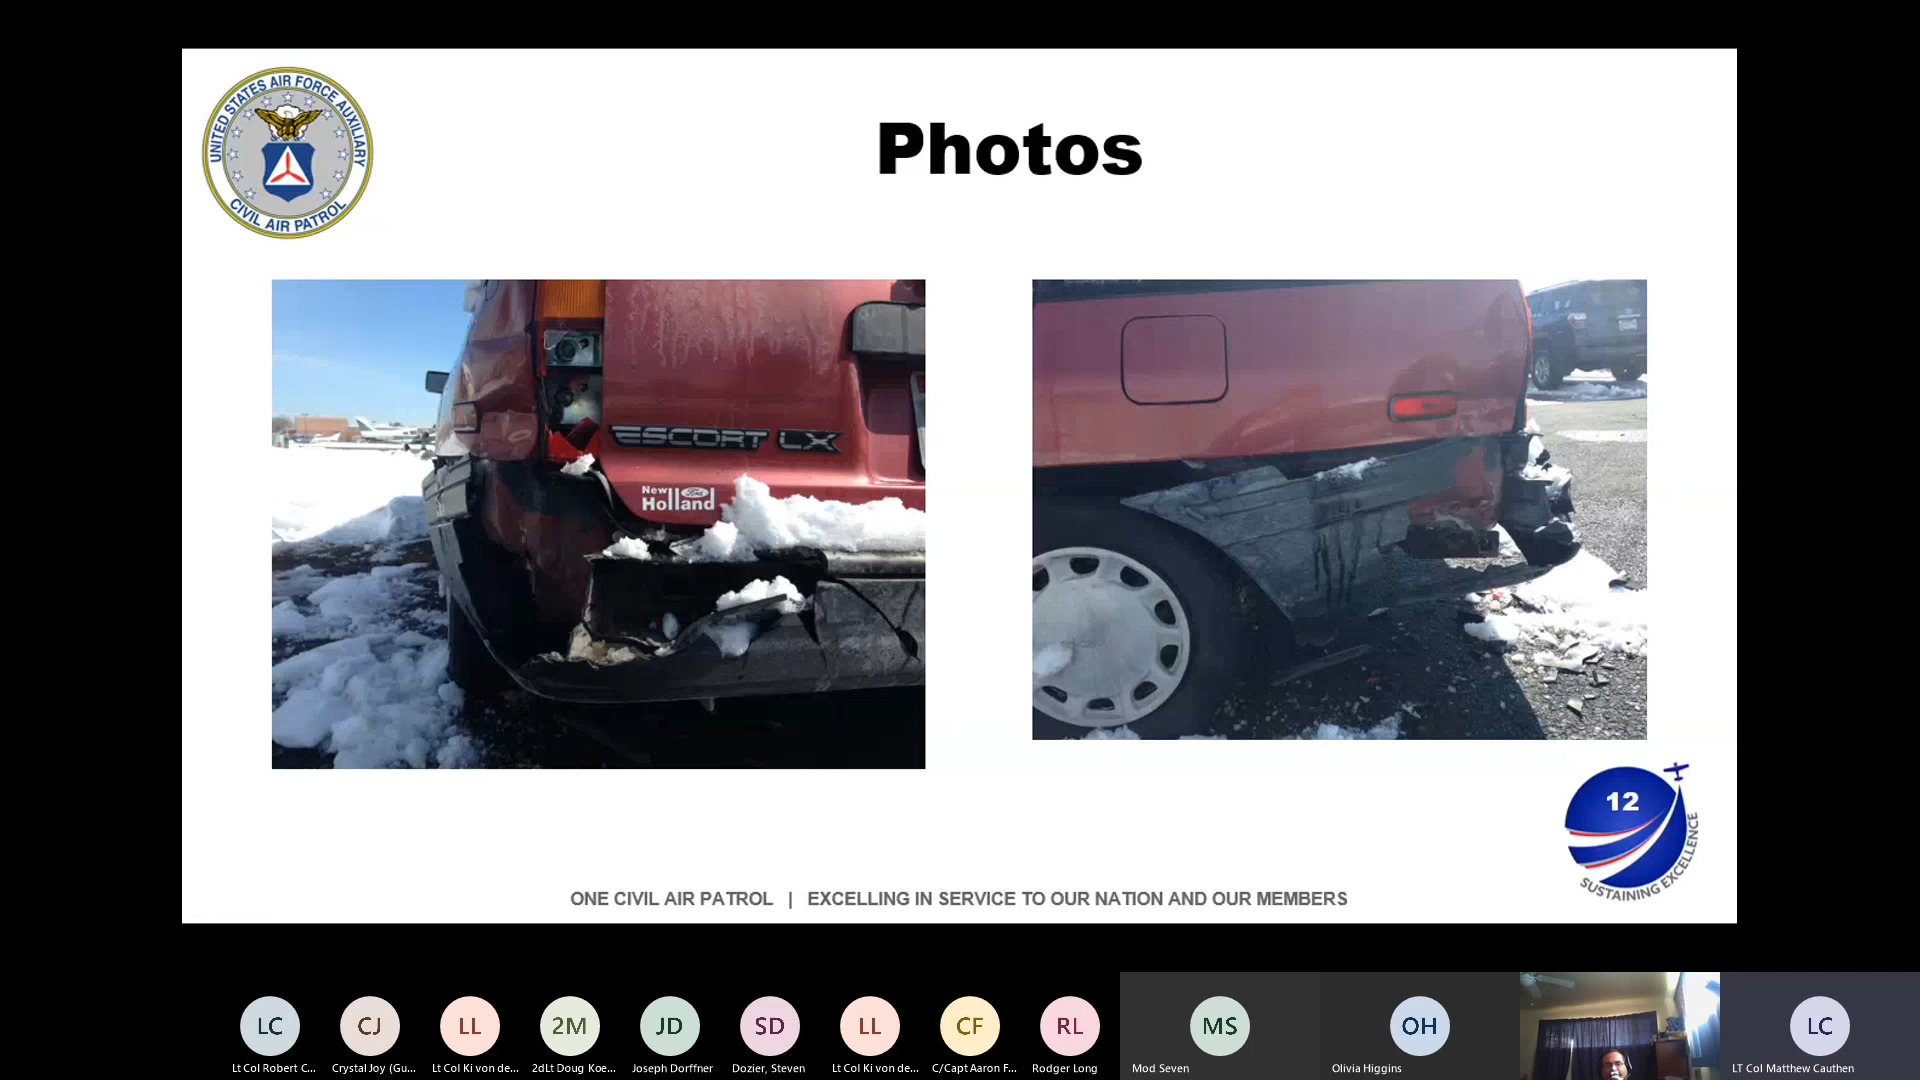 UNITED STATES AIR FORCE AUXILIARY
CIVIL AIR PATROL
Photos
ESCORT LX
New Ford
Holland
12
SUSTAINING EXCELLENCE
ONE CIVIL AIR PATROL | EXCELLING IN SERVICE TO OUR NATION AND OUR MEMBERS
LC CJ LL 2M JD SD LL CF RL MS OH LC
Lt Col Robert C... Crystal Joy (Gu... Lt Col Ki von de... 2dLt Doug Koe... Joseph Dorffner Dozier, Steven Lt Col Ki von de... C/Capt Aaron F... Rodger Long Mod Seven Olivia Higgins LT Col Matthew Cauthen